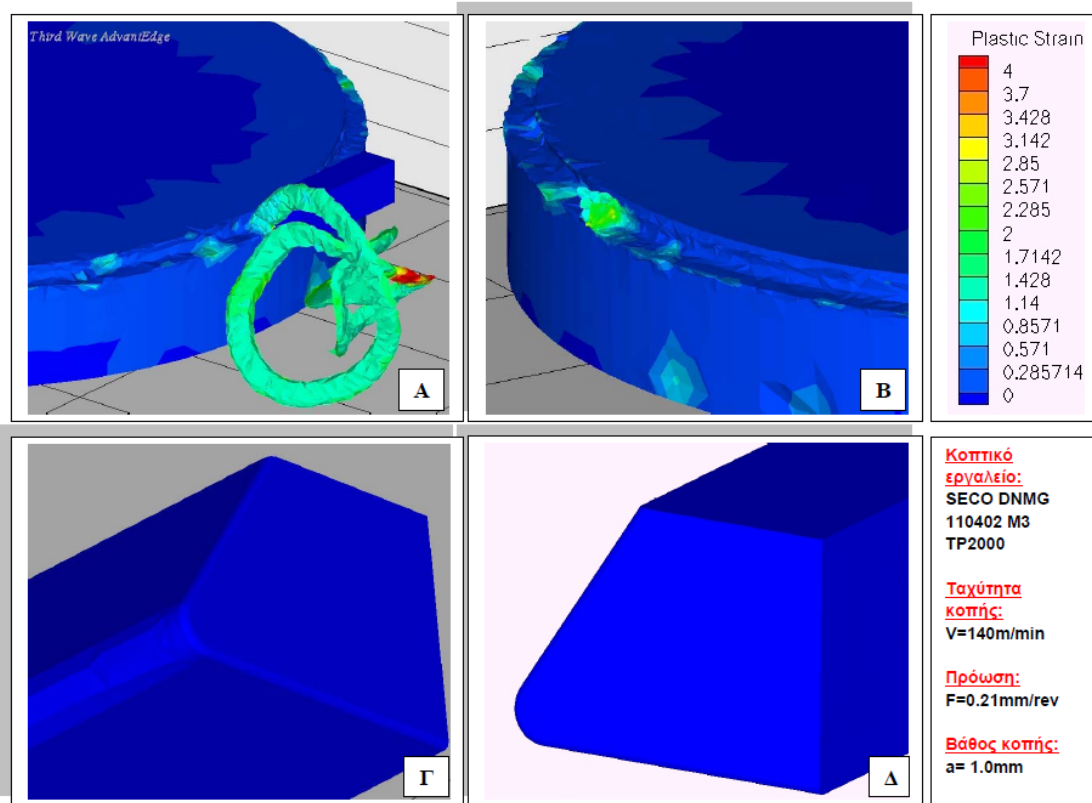 Third Wave AdvantEdge
A
B
Plastic Strain
4
3.7
3.428
3.142
2.85
2.571
2.285
2
1.7142
1.428
1.14
0.8571
0.571
0.285714
0
Γ
Δ
Κοπτικό
εργαλείο:
SECO DNMG
110402 M3
TP2000
Ταχύτητα
κοπής:
V=140m/min
Πρόωση:
F=0.21mm/rev
Βάθος κοπής:
a= 1.0mm